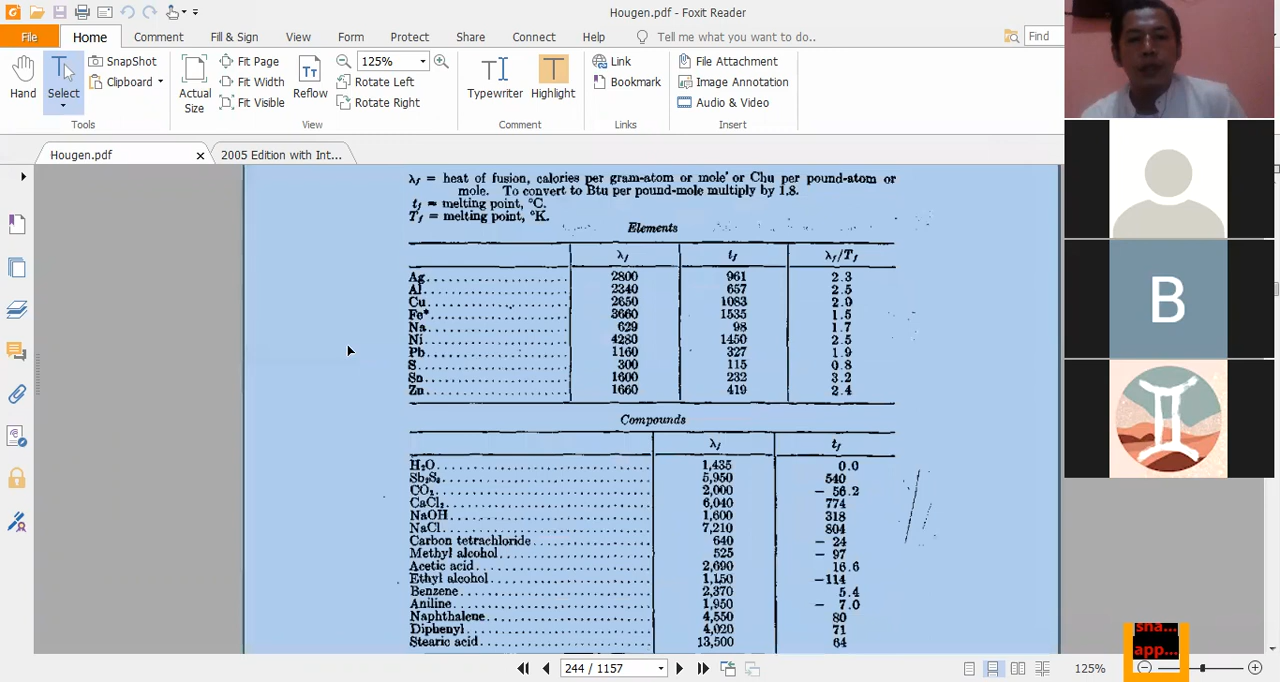 Hougen.pdf - Foxit Reader
File Home Comment Fill & Sign View Form Protect Share Connect Help Tell me what you want to do.. Find
Hand
Select
SnapShot
Clipboard
Tools
Actual
Size
Fit Page
Fit Width
Fit Visible
Reflow
125%
Rotate Left
Rotate Right
View
Typewriter
Highlight
Comment
Link
Bookmark
Links
File Attachment
Image Annotation
Audio & Video
Insert
Hougen.pdf
2005 Edition with Int...
λf = heat of fusion, calories per gram-atom or mole or Chu per pound-atom or
mole. To convert to Btu per pound-mole multiply by 1.8.
tf = melting point, °C.
Tf = melting point, °K.
Elements
λf tf λf/Tf
Ag 2800 961 2.3
Al 2340 657 2.5
Cu 2650 1083 2.0
Fe* 3660 1535 1.5
Na 629 98 1.7
Ni 4280 1450 2.5
Pb 1160 327 1.9
S 300 115 0.8
Sn 1600 232 3.2
Zn 1660 419 2.4
Compounds
λf tf
H₂O 1,435 0.0
Sb₂S₃ 5,950 540
CO₂ 2,000 − 56.2
CaCl₂ 6,040 774
NaOH 1,600 318
NaCl 7,210 804
Carbon tetrachloride 640 − 24
Methyl alcohol 525 − 97
Acetic acid 2,690 16.6
Ethyl alcohol 1,150 −114
Benzene 2,370 5.4
Aniline 1,950 − 7.0
Naphthalene 4,550 80
Diphenyl 4,020 71
Stearic acid 13,500 64
B
sha...
app...
244 / 1157
125%